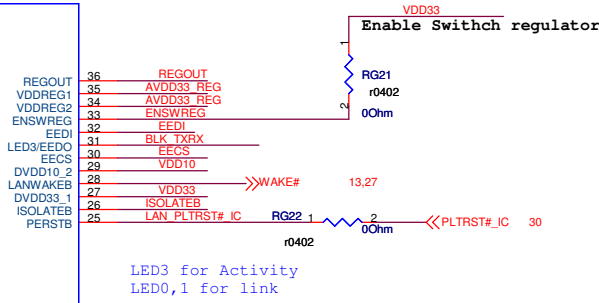 VDD33
Enable Swithch regulator
1
RG21
r0402
2
0Ohm
REGOUT 36 REGOUT
VDDREG1 35 AVDD33_REG
VDDREG2 34 AVDD33_REG
ENSWREG 33 ENSWREG
EEDI 32 EEDI
LED3/EEDO 31 BLK_TXRX
EECS 30 EECS
DVDD10_2 29 VDD10
LANWAKEB 28 WAKE# 13,27
DVDD33_1 27 VDD33
ISOLATEB 26 ISOLATEB
PERSTB 25 LAN_PLTRST#_IC RG22 1 2 PLTRST#_IC 30
0Ohm
r0402
LED3 for Activity
LED0,1 for link